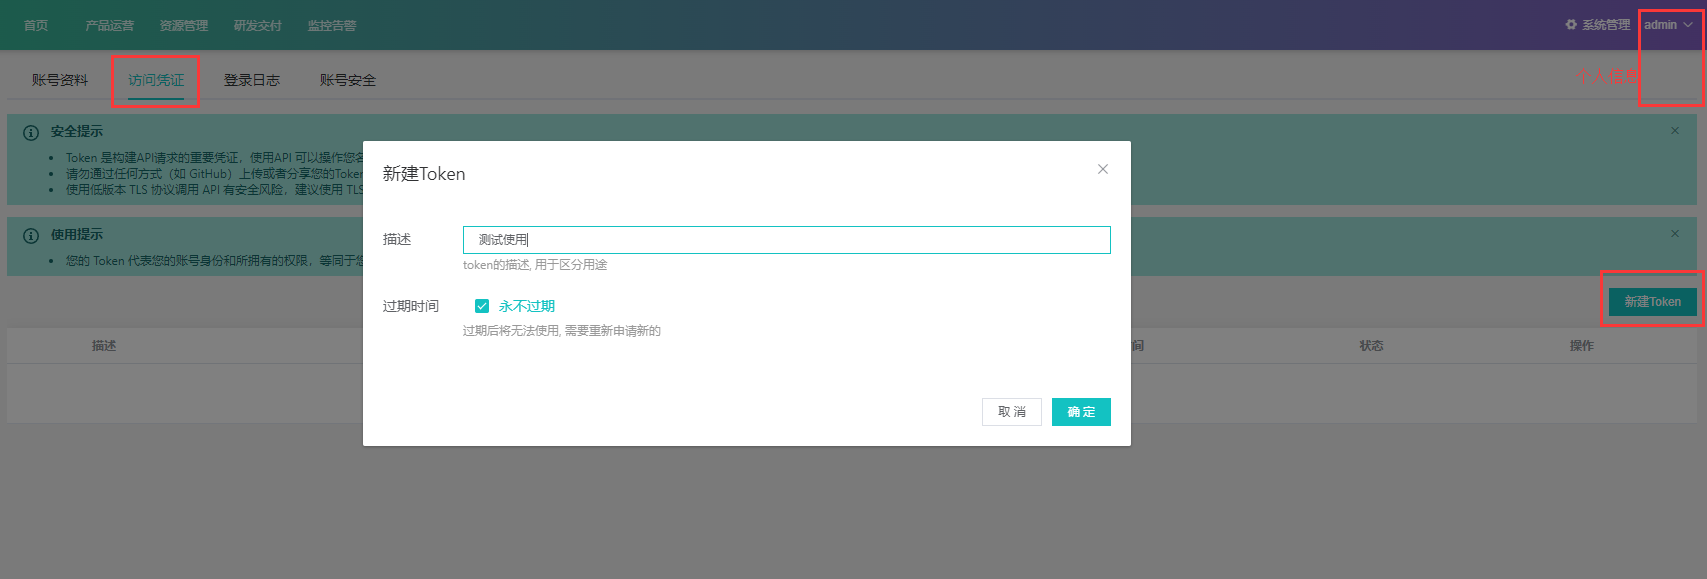 首页 产品运营 资源管理 研发交付 监控告警 系统管理 admin
账号资料 访问凭证 登录日志 账号安全 个人信息
安全提示
Token 是构建API请求的重要凭证，使用API 可以操作您名
请勿通过任何方式（如 GitHub）上传或者分享您的Token
使用低版本 TLS 协议调用 API 有安全风险，建议使用 TLS
使用提示
您的 Token 代表您的账号身份和所拥有的权限，等同于您
新建Token
描述 间 状态 操作
新建Token
描述 测试使用
token的描述, 用于区分用途
过期时间 永不过期
过期后将无法使用, 需要重新申请新的
取 消 确 定